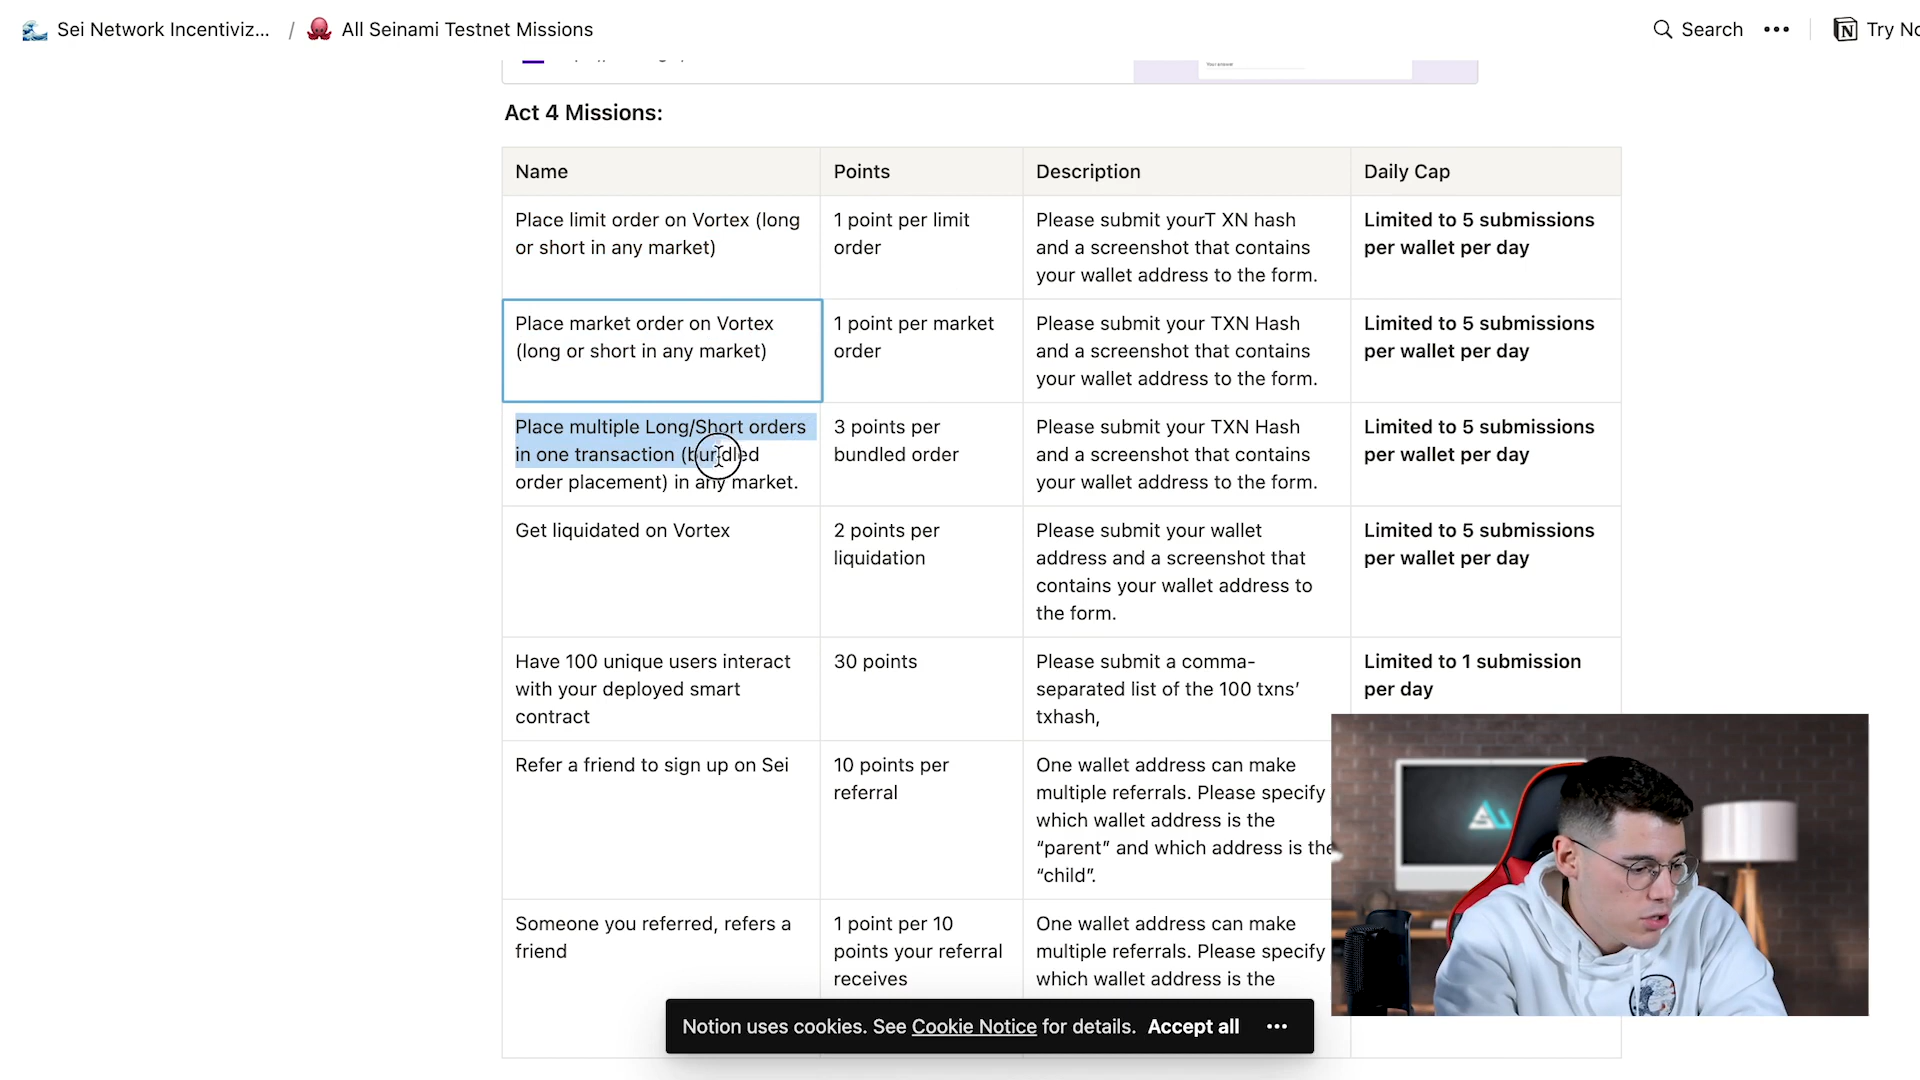 Sei Network Incentiviz... / All Seinami Testnet Missions
Search ••• Try No
Your answer
Act 4 Missions:
Name
Points
Description
Daily Cap
Place limit order on Vortex (long
or short in any market)
1 point per limit
order
Please submit yourT XN hash
and a screenshot that contains
your wallet address to the form.
Limited to 5 submissions
per wallet per day
Place market order on Vortex
(long or short in any market)
1 point per market
order
Please submit your TXN Hash
and a screenshot that contains
your wallet address to the form.
Limited to 5 submissions
per wallet per day
Place multiple Long/Short orders
in one transaction (bundled
order placement) in any market.
3 points per
bundled order
Please submit your TXN Hash
and a screenshot that contains
your wallet address to the form.
Limited to 5 submissions
per wallet per day
Get liquidated on Vortex
2 points per
liquidation
Please submit your wallet
address and a screenshot that
contains your wallet address to
the form.
Limited to 5 submissions
per wallet per day
Have 100 unique users interact
with your deployed smart
contract
30 points
Please submit a comma-
separated list of the 100 txns’
txhash,
Limited to 1 submission
per day
Refer a friend to sign up on Sei
10 points per
referral
One wallet address can make
multiple referrals. Please specify
which wallet address is the
“parent” and which address is the
“child”.
Someone you referred, refers a
friend
1 point per 10
points your referral
receives
One wallet address can make
multiple referrals. Please specify
which wallet address is the
Notion uses cookies. See Cookie Notice for details. Accept all •••